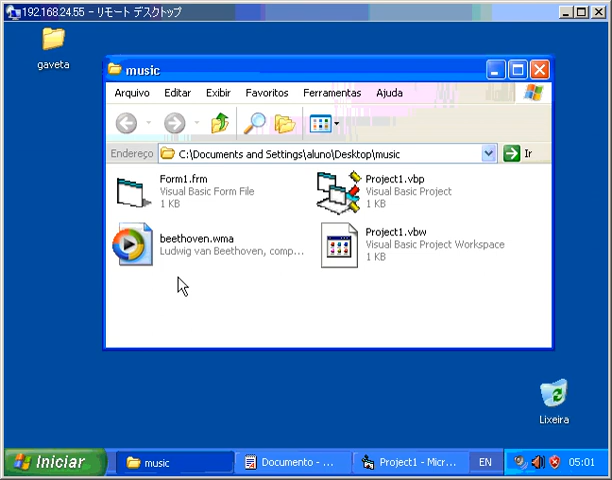 192.168.24.55 - リモート デスクトップ
gaveta
music
Arquivo Editar Exibir Favoritos Ferramentas Ajuda
Endereço C:\Documents and Settings\aluno\Desktop\music Ir
Form1.frm
Visual Basic Form File
1 KB
Project1.vbp
Visual Basic Project
1 KB
beethoven.wma
Ludwig van Beethoven, comp...
Project1.vbw
Visual Basic Project Workspace
1 KB
Lixeira
Iniciar music Documento - ... Project1 - Micr... EN 05:01